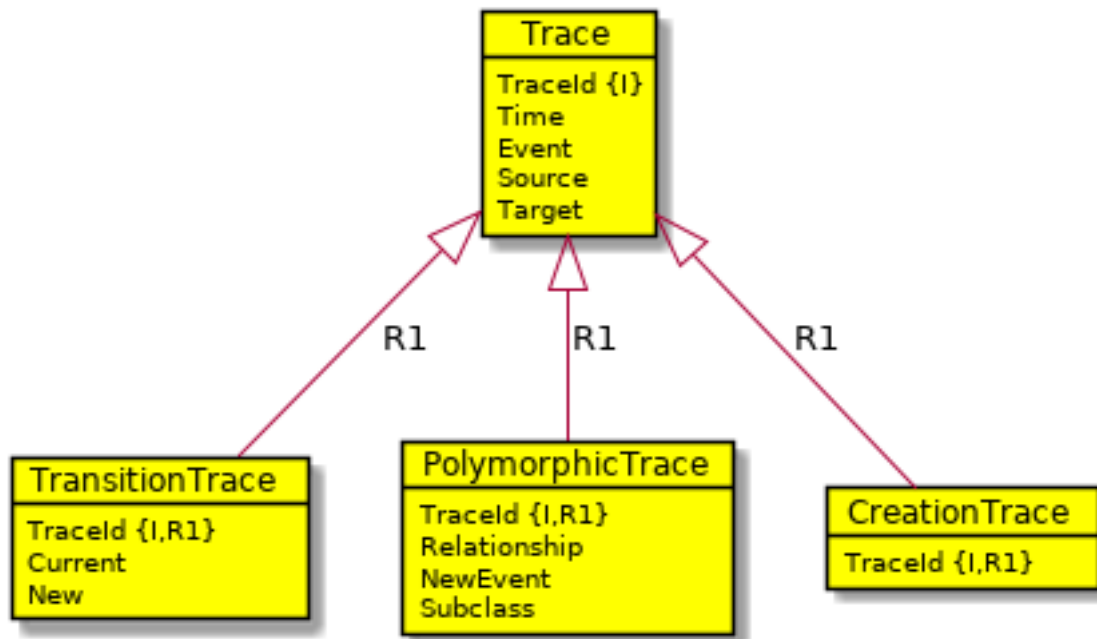 Trace
TraceId {I}
Time
Event
Source
Target
R1
R1
R1
TransitionTrace
TraceId {I,R1}
Current
New
PolymorphicTrace
TraceId {I,R1}
Relationship
NewEvent
Subclass
CreationTrace
TraceId {I,R1}